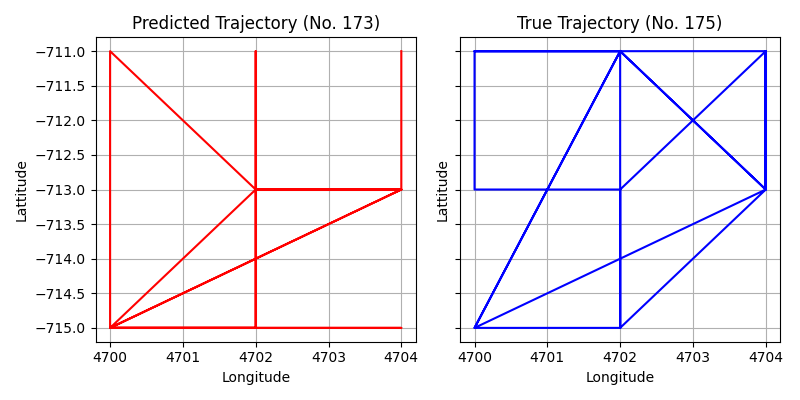 Predicted Trajectory (No. 173)
True Trajectory (No. 175)
Lattitude
−711.0
−711.5
−712.0
−712.5
−713.0
−713.5
−714.0
−714.5
−715.0
4700 4701 4702 4703 4704
Longitude
Lattitude
4700 4701 4702 4703 4704
Longitude